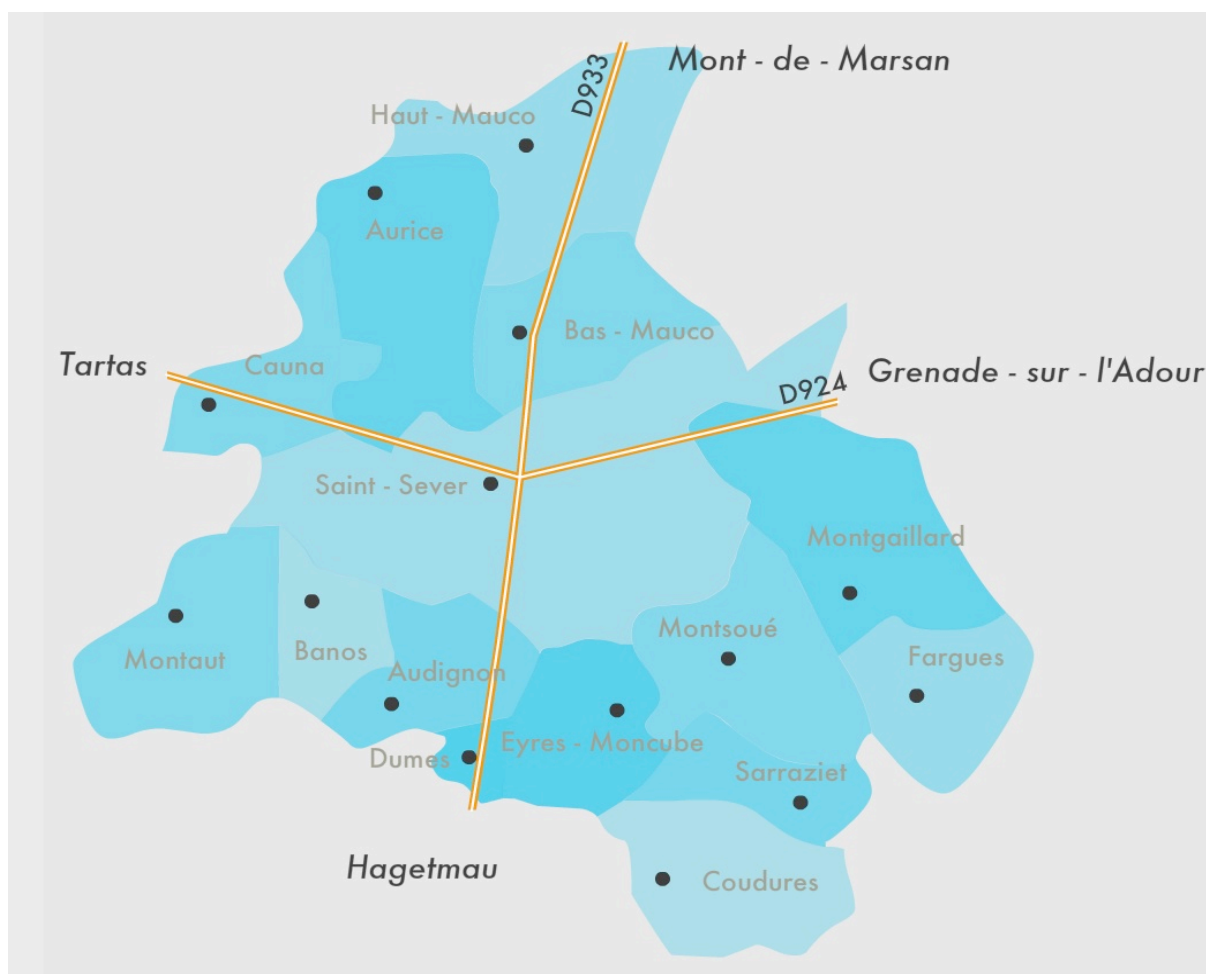 Mont - de - Marsan
D933
Haut - Mauco
Aurice
Bas - Mauco
Tartas
Cauna
Grenade - sur - l'Adour
D924
Saint - Sever
Montgaillard
Montsoué
Banos
Montaut
Fargues
Audignon
Eyres - Moncube
Dumes
Sarraziet
Hagetmau
Coudures